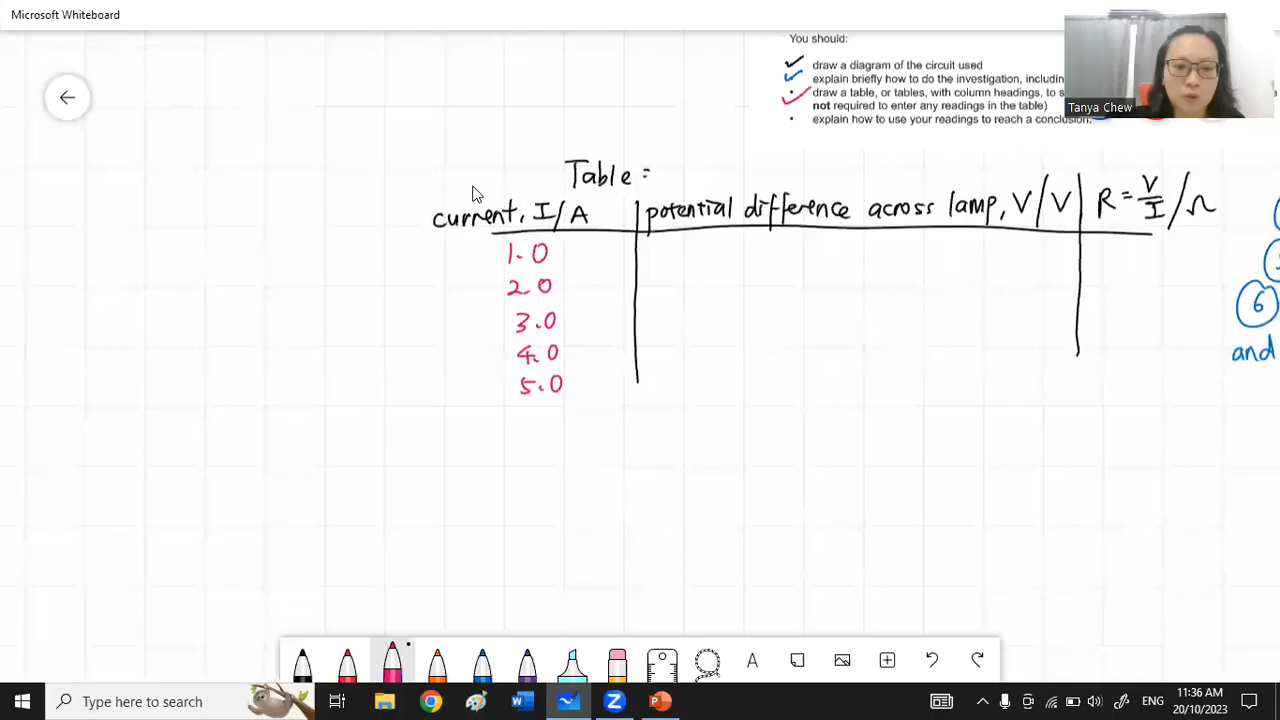 Microsoft Whiteboard
You should:
draw a diagram of the circuit used
explain briefly how to do the investigation, includin
draw a table, or tables, with column headings, to s
not required to enter any readings in the table)
explain how to use your readings to reach a conclusion.
Tanya Chew
Table :
current, I/A
potential difference across lamp, V/V
R = V/I /Ω
1.0
2.0
3.0
4.0
5.0
6
and
A
Type here to search
ENG
11:36 AM
20/10/2023